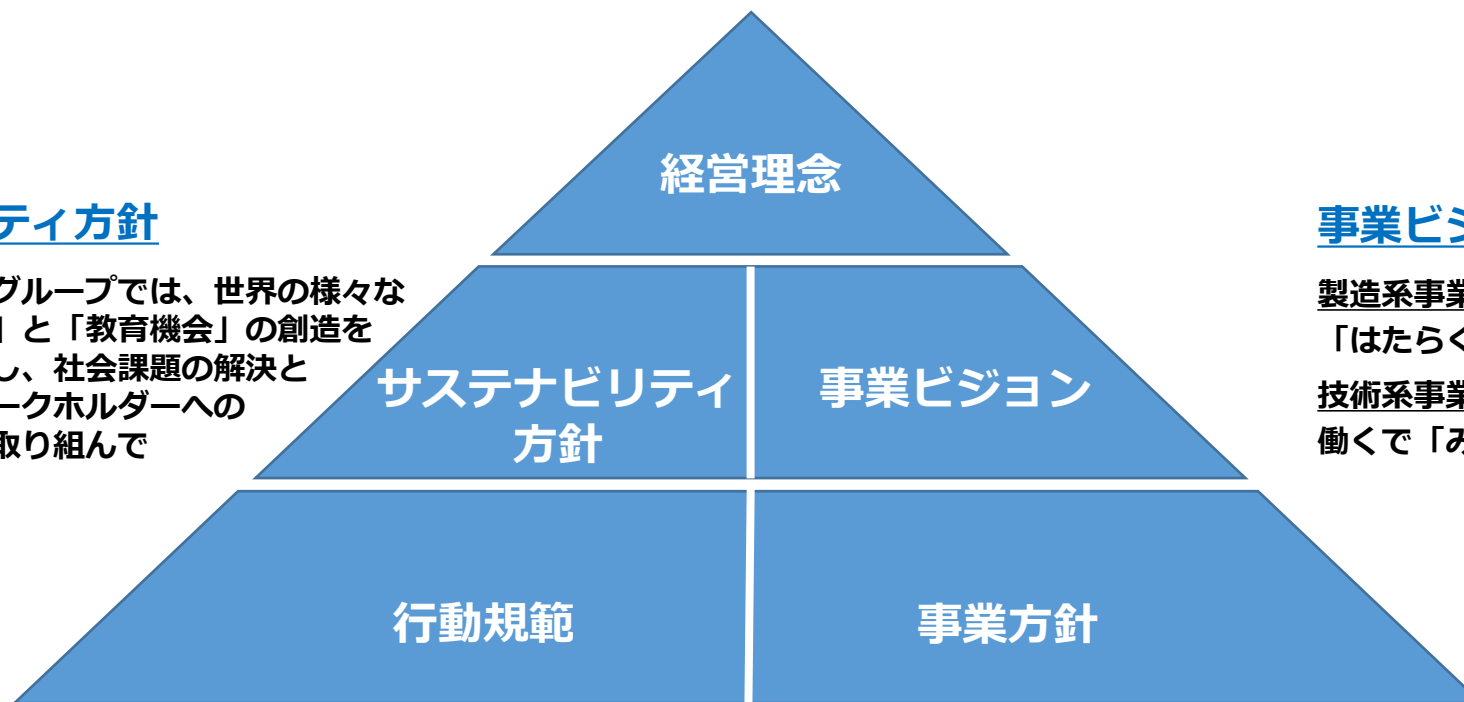 経営理念
ティ方針
グループでは、世界の様々な
」と「教育機会」の創造を
し、社会課題の解決と
ークホルダーへの
取り組んで
サステナビリティ
方針
事業ビジョン
事業ビジ
製造系事業
「はたらく
技術系事業
働くで「み
行動規範
事業方針